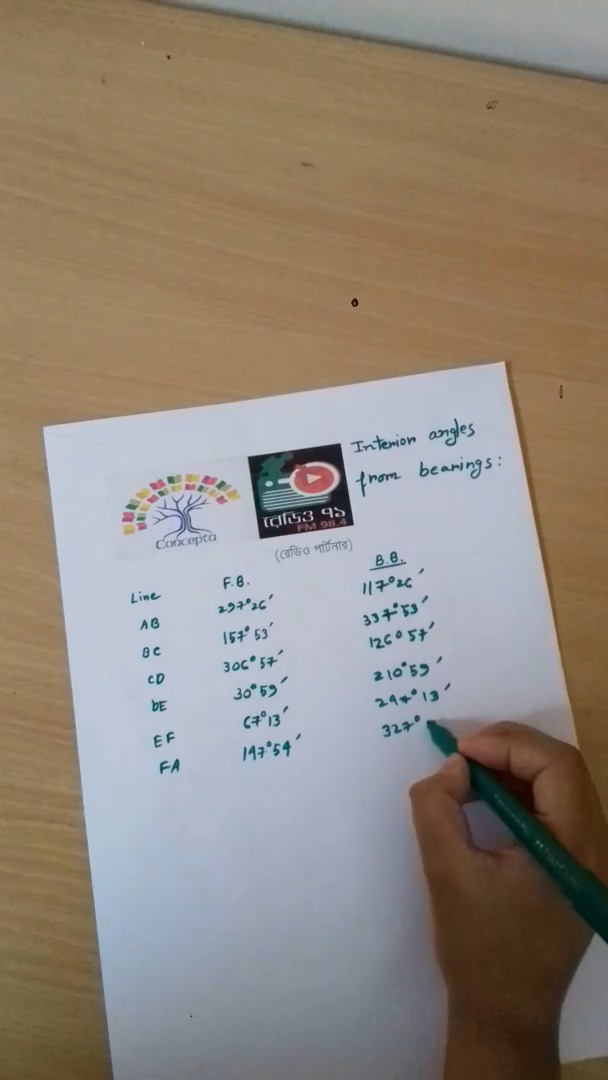 Interior angles
from bearings:
Concepta
রেডিও ৭১
FM 98.4
(রেডিও পার্টনার)
Line F.B. B.B.
AB 297°26′ 117°26′
BC 157°53′ 337°53′
CD 306°57′ 126°57′
DE 30°59′ 210°59′
EF 67°13′ 247°13′
FA 147°54′ 327°